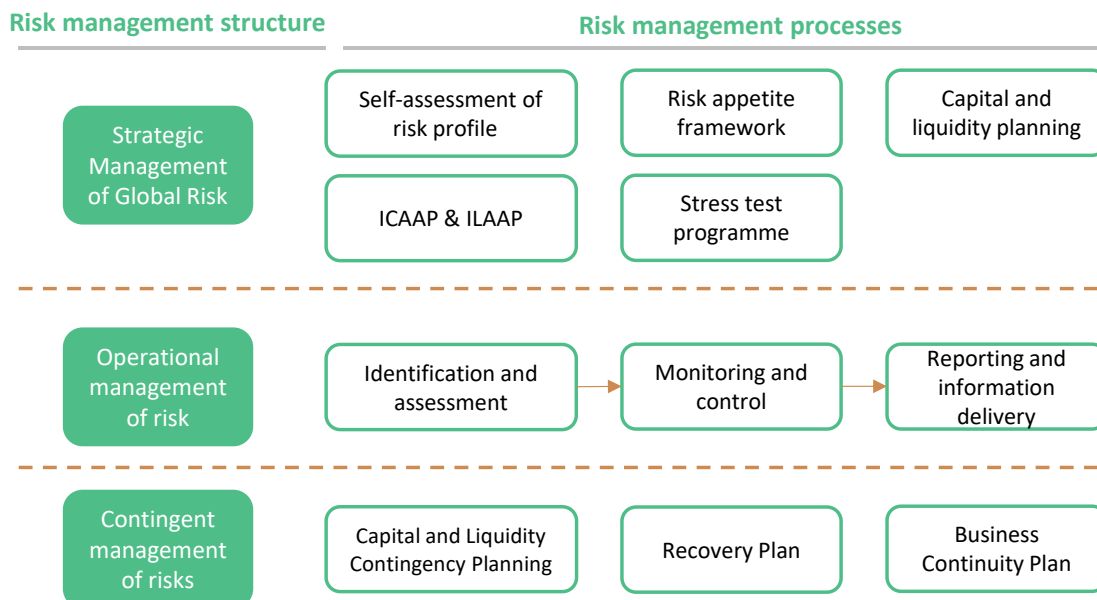 Risk management structure
Risk management processes
Strategic
Management
of Global Risk
Self-assessment of
risk profile
Risk appetite
framework
Capital and
liquidity planning
ICAAP & ILAAP
Stress test
programme
Operational
management
of risk
Identification and
assessment
Monitoring and
control
Reporting and
information
delivery
Contingent
management
of risks
Capital and Liquidity
Contingency Planning
Recovery Plan
Business
Continuity Plan